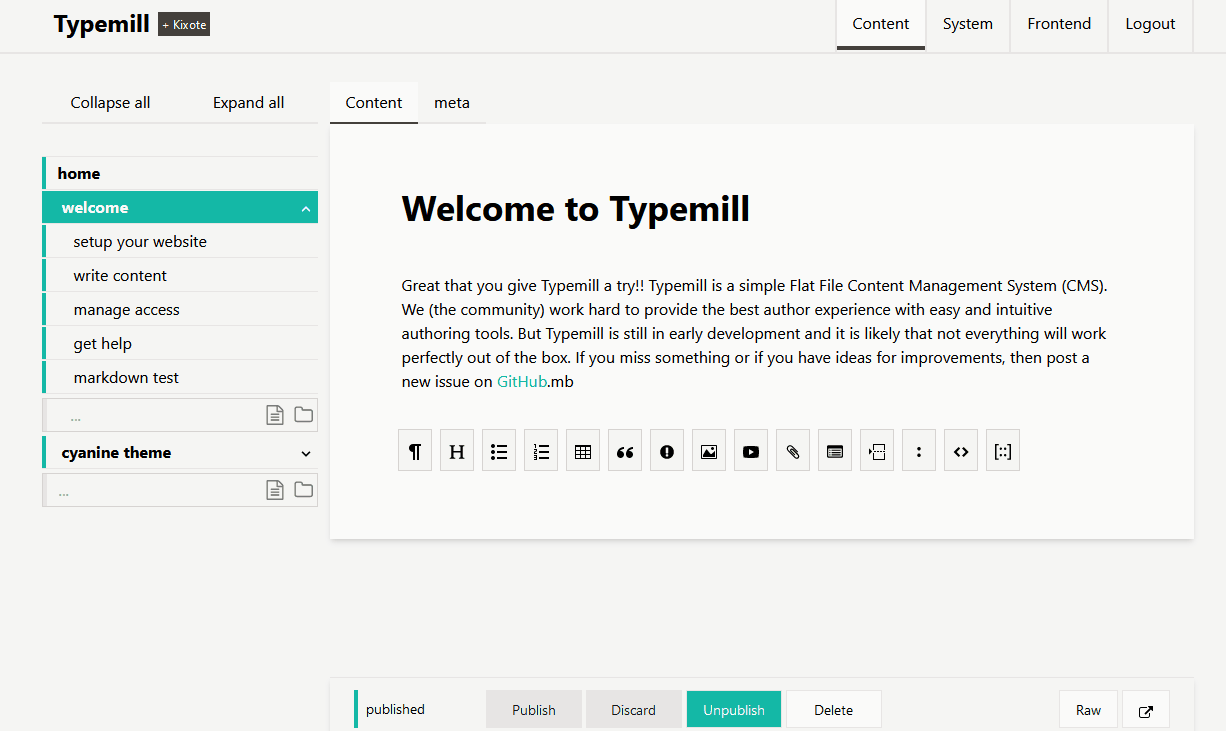 Typemill + Kixote
Content System Frontend Logout
Collapse all Expand all
Content meta
home
welcome
setup your website
write content
manage access
get help
markdown test
...
cyanine theme
...
Welcome to Typemill
Great that you give Typemill a try!! Typemill is a simple Flat File Content Management System (CMS).
We (the community) work hard to provide the best author experience with easy and intuitive
authoring tools. But Typemill is still in early development and it is likely that not everything will work
perfectly out of the box. If you miss something or if you have ideas for improvements, then post a
new issue on GitHub.mb
published Publish Discard Unpublish Delete Raw